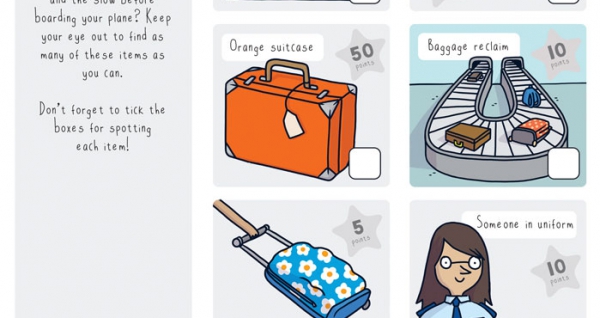 and the slow before
boarding your plane? Keep
your eye out to find as
many of these items as
you can.
Don't forget to tick the
boxes for spotting
each item!
Orange suitcase
50
points
Baggage reclaim
10
points
5
points
Someone in uniform
10
points